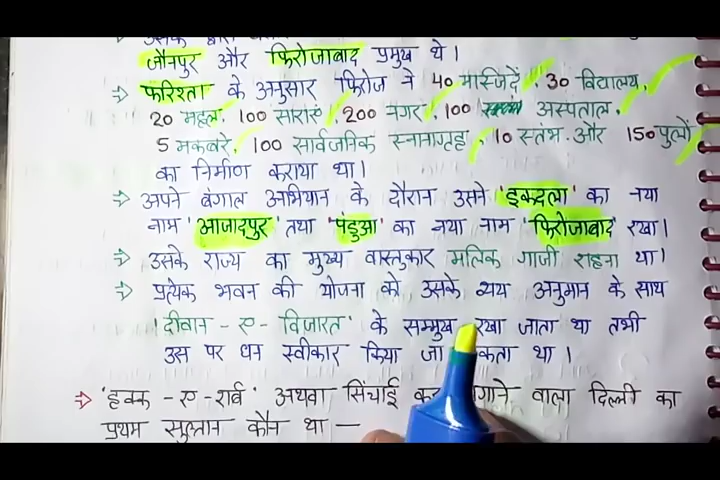 उसके द्वारा
जौनपुर और फिरोजाबाद प्रमुख थे।
⇒ फरिश्ता के अनुसार फिरोज ने 40 मस्जिदें, 30 विद्यालय,
20 महल, 100 सारारं, 200 नगर, 100 अस्पताल,
5 मकबरे, 100 सार्वजनिक स्नानागृह, 10 स्तंभ और 150 पुलों
का निर्माण कराया था।
⇒ अपने बंगाल अभियान के दौरान उसने 'इकदला' का नया
नाम 'आजादपुर' तथा 'पंडुआ' का नया नाम 'फिरोजाबाद' रखा।
⇒ उसके राज्य का मुख्य वास्तुकार मलिक गाजी शहना था।
⇒ प्रत्येक भवन की योजना को उसके व्यय अनुमान के साथ
'दीवान-ए-विजारत' के सम्मुख रखा जाता था तभी
उस पर धन स्वीकार किया जा सकता था।
⇒ 'हक्क-ए-शर्ब' अथवा सिंचाई कर लगाने वाला दिल्ली का
प्रथम सुल्तान कौन था —